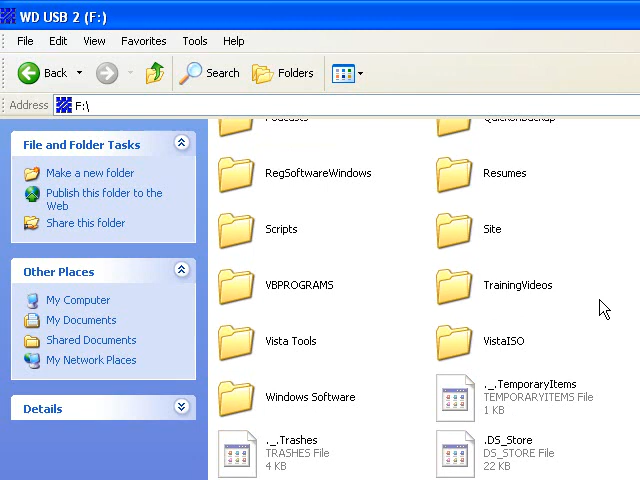 WD USB 2 (F:)
File Edit View Favorites Tools Help
Back Search Folders
Address F:\
File and Folder Tasks
Make a new folder
Publish this folder to the
Web
Share this folder
Other Places
My Computer
My Documents
Shared Documents
My Network Places
Details
Podcasts
RegSoftwareWindows Resumes
Scripts Site
VBPROGRAMS TrainingVideos
Vista Tools VistaISO
Windows Software
._.TemporaryItems
TEMPORARYITEMS File
1 KB
._.Trashes
TRASHES File
4 KB
.DS_Store
DS_STORE File
22 KB